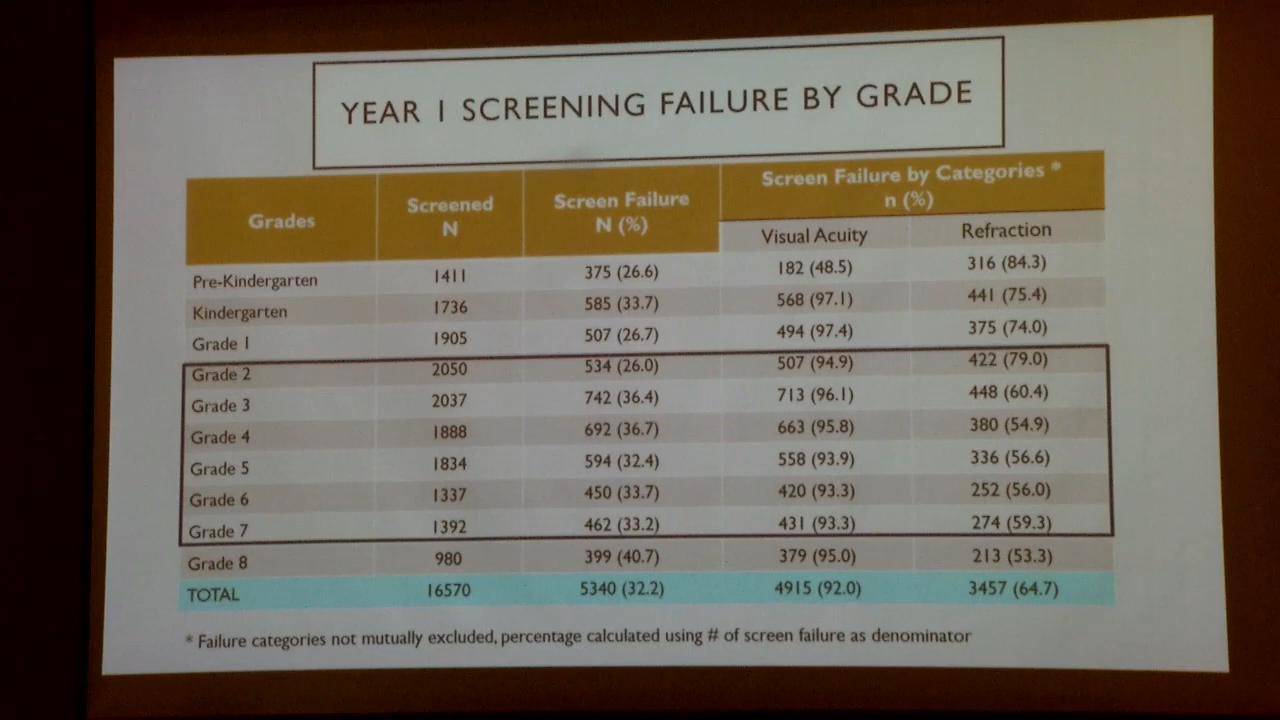 YEAR 1 SCREENING FAILURE BY GRADE
Grades Screened N Screen Failure N (%) Screen Failure by Categories * n (%)
Visual Acuity Refraction
Pre-Kindergarten 1411 375 (26.6) 182 (48.5) 316 (84.3)
Kindergarten 1736 585 (33.7) 568 (97.1) 441 (75.4)
Grade 1 1905 507 (26.7) 494 (97.4) 375 (74.0)
Grade 2 2050 534 (26.0) 507 (94.9) 422 (79.0)
Grade 3 2037 742 (36.4) 713 (96.1) 448 (60.4)
Grade 4 1888 692 (36.7) 663 (95.8) 380 (54.9)
Grade 5 1834 594 (32.4) 558 (93.9) 336 (56.6)
Grade 6 1337 450 (33.7) 420 (93.3) 252 (56.0)
Grade 7 1392 462 (33.2) 431 (93.3) 274 (59.3)
Grade 8 980 399 (40.7) 379 (95.0) 213 (53.3)
TOTAL 16570 5340 (32.2) 4915 (92.0) 3457 (64.7)
* Failure categories not mutually excluded, percentage calculated using # of screen failure as denominator